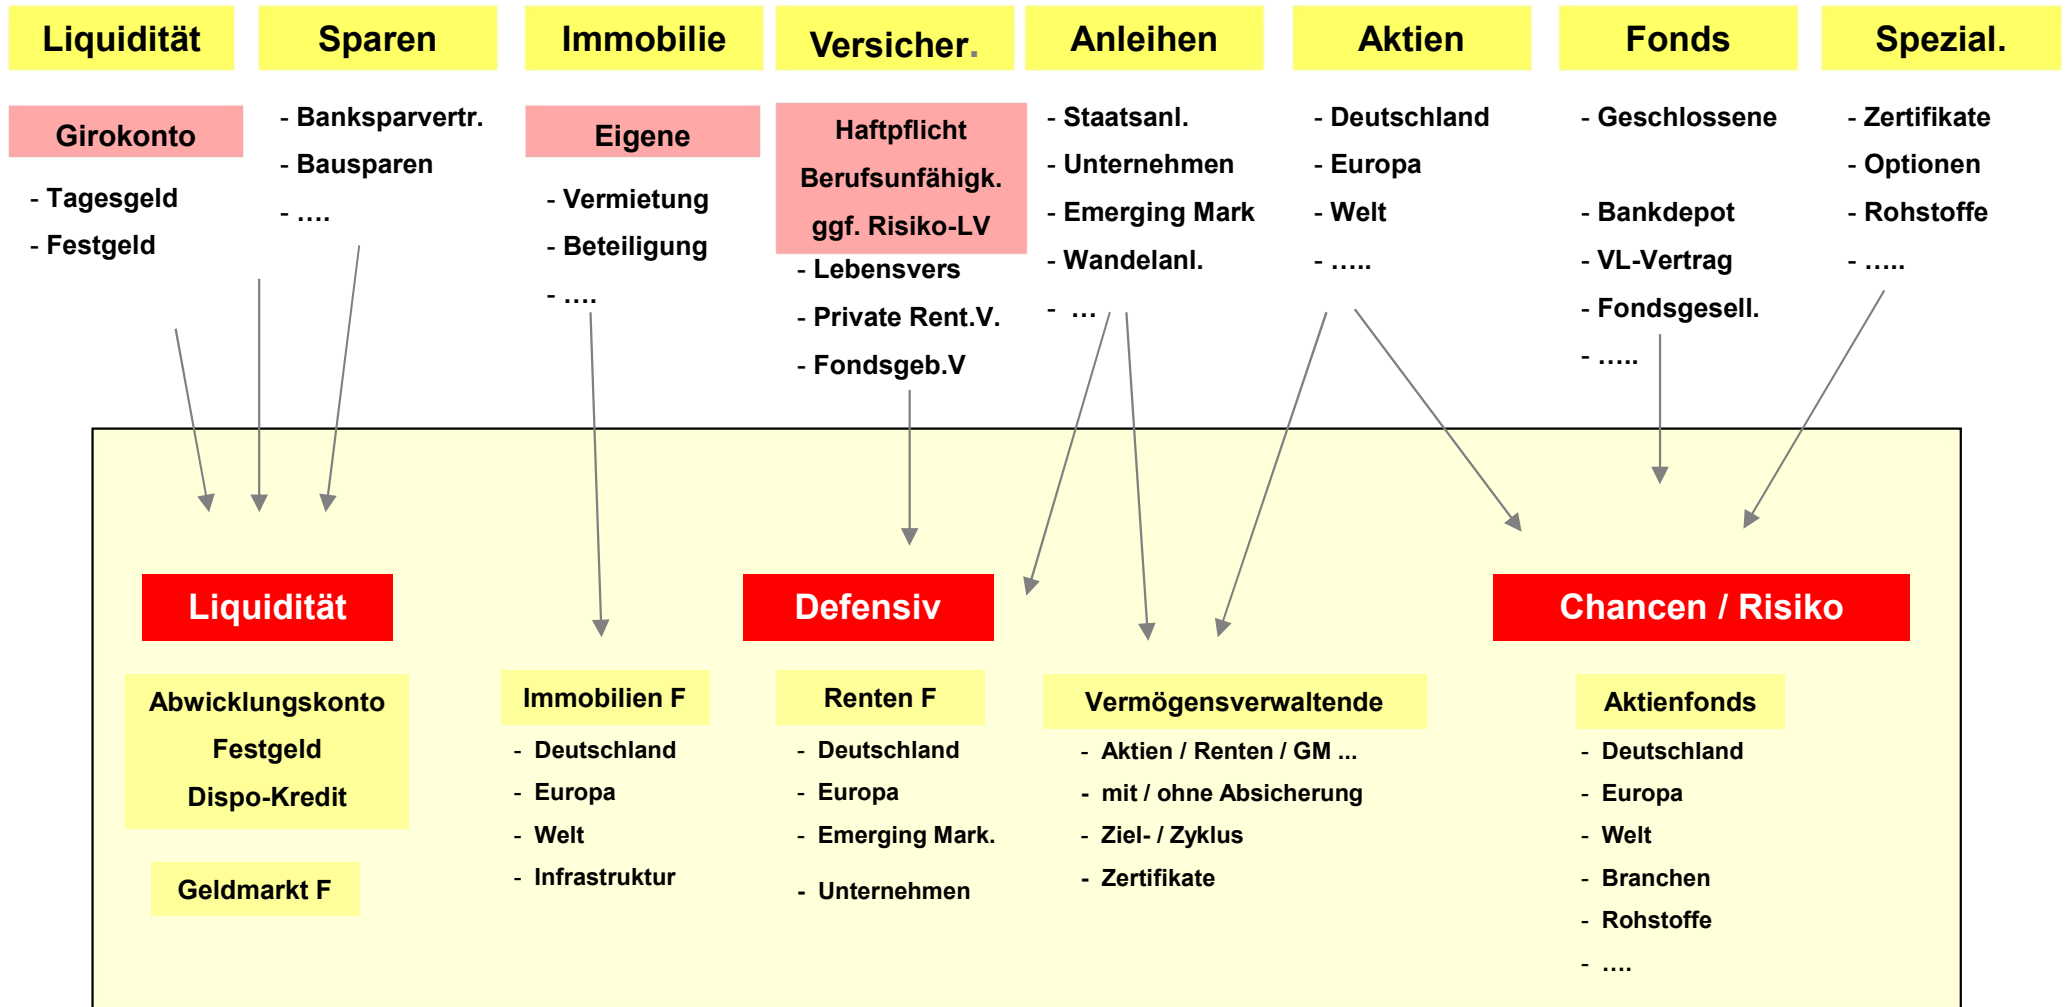 Liquidität
Sparen
Immobilie
Versicher.
Anleihen
Aktien
Fonds
Spezial.
Girokonto
- Tagesgeld
- Festgeld
- Banksparvertr.
- Bausparen
- ....
Eigene
- Vermietung
- Beteiligung
- ....
Haftpflicht
Berufsunfähigk.
ggf. Risiko-LV
- Lebensvers
- Private Rent.V.
- Fondsgeb.V
- Staatsanl.
- Unternehmen
- Emerging Mark
- Wandelanl.
- ...
- Deutschland
- Europa
- Welt
- .....
- Geschlossene
- Bankdepot
- VL-Vertrag
- Fondsgesell.
- .....
- Zertifikate
- Optionen
- Rohstoffe
- .....
Liquidität
Defensiv
Chancen / Risiko
Abwicklungskonto
Festgeld
Dispo-Kredit
Geldmarkt F
Immobilien F
- Deutschland
- Europa
- Welt
- Infrastruktur
Renten F
- Deutschland
- Europa
- Emerging Mark.
- Unternehmen
Vermögensverwaltende
- Aktien / Renten / GM ...
- mit / ohne Absicherung
- Ziel- / Zyklus
- Zertifikate
Aktienfonds
- Deutschland
- Europa
- Welt
- Branchen
- Rohstoffe
- ....